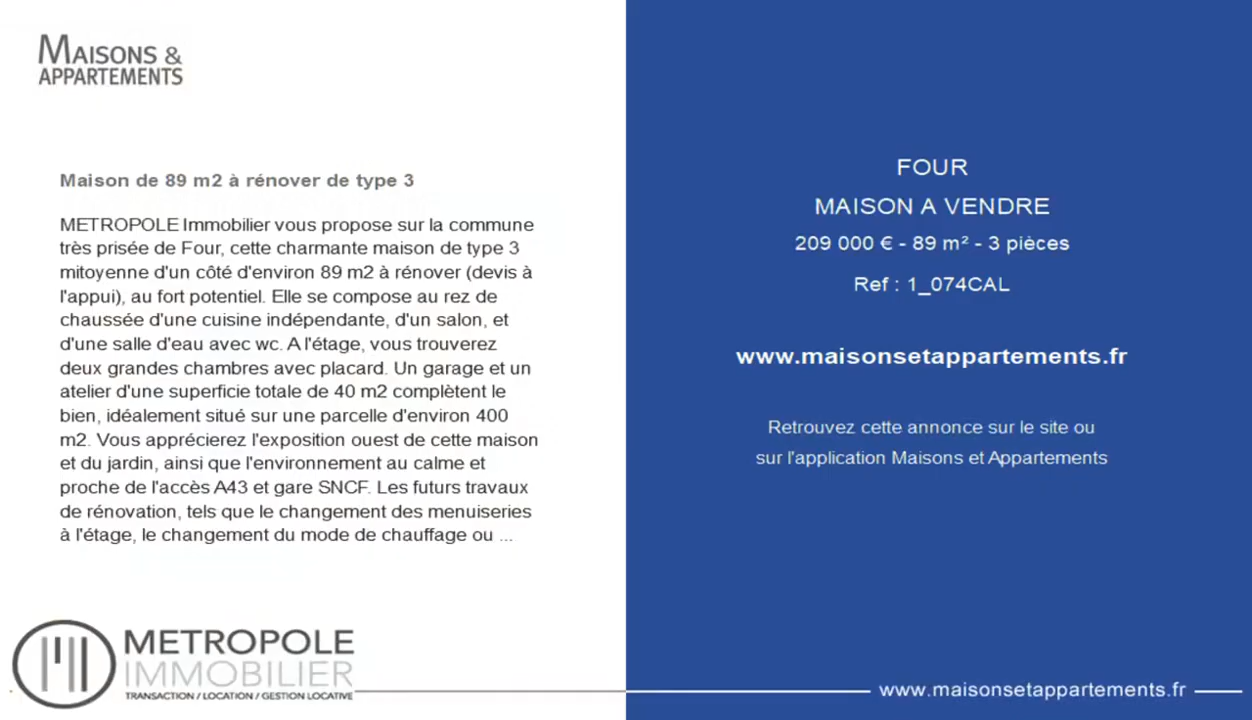 MAISONS &
APPARTEMENTS
Maison de 89 m2 à rénover de type 3
METROPOLE Immobilier vous propose sur la commune
très prisée de Four, cette charmante maison de type 3
mitoyenne d'un côté d'environ 89 m2 à rénover (devis à
l'appui), au fort potentiel. Elle se compose au rez de
chaussée d'une cuisine indépendante, d'un salon, et
d'une salle d'eau avec wc. A l'étage, vous trouverez
deux grandes chambres avec placard. Un garage et un
atelier d'une superficie totale de 40 m2 complètent le
bien, idéalement situé sur une parcelle d'environ 400
m2. Vous apprécierez l'exposition ouest de cette maison
et du jardin, ainsi que l'environnement au calme et
proche de l'accès A43 et gare SNCF. Les futurs travaux
de rénovation, tels que le changement des menuiseries
à l'étage, le changement du mode de chauffage ou ...
METROPOLE
IMMOBILIER
TRANSACTION / LOCATION / GESTION LOCATIVE
FOUR
MAISON A VENDRE
209 000 € - 89 m² - 3 pièces
Ref : 1_074CAL
www.maisonsetappartements.fr
Retrouvez cette annonce sur le site ou
sur l'application Maisons et Appartements
www.maisonsetappartements.fr